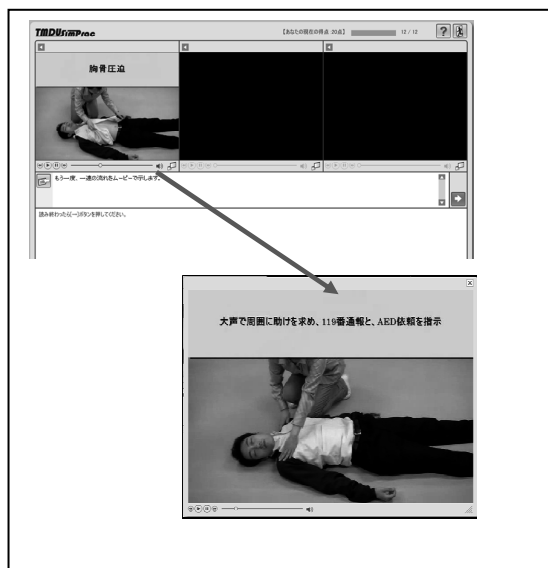 TMDUSimPrac
【あなたの現在の得点 20点】 12 / 12
?
胸骨圧迫
もう一度、一連の流れをムービーで示します。
読み終わったら[→]ボタンを押してください。
大声で周囲に助けを求め、119番通報と、AED依頼を指示